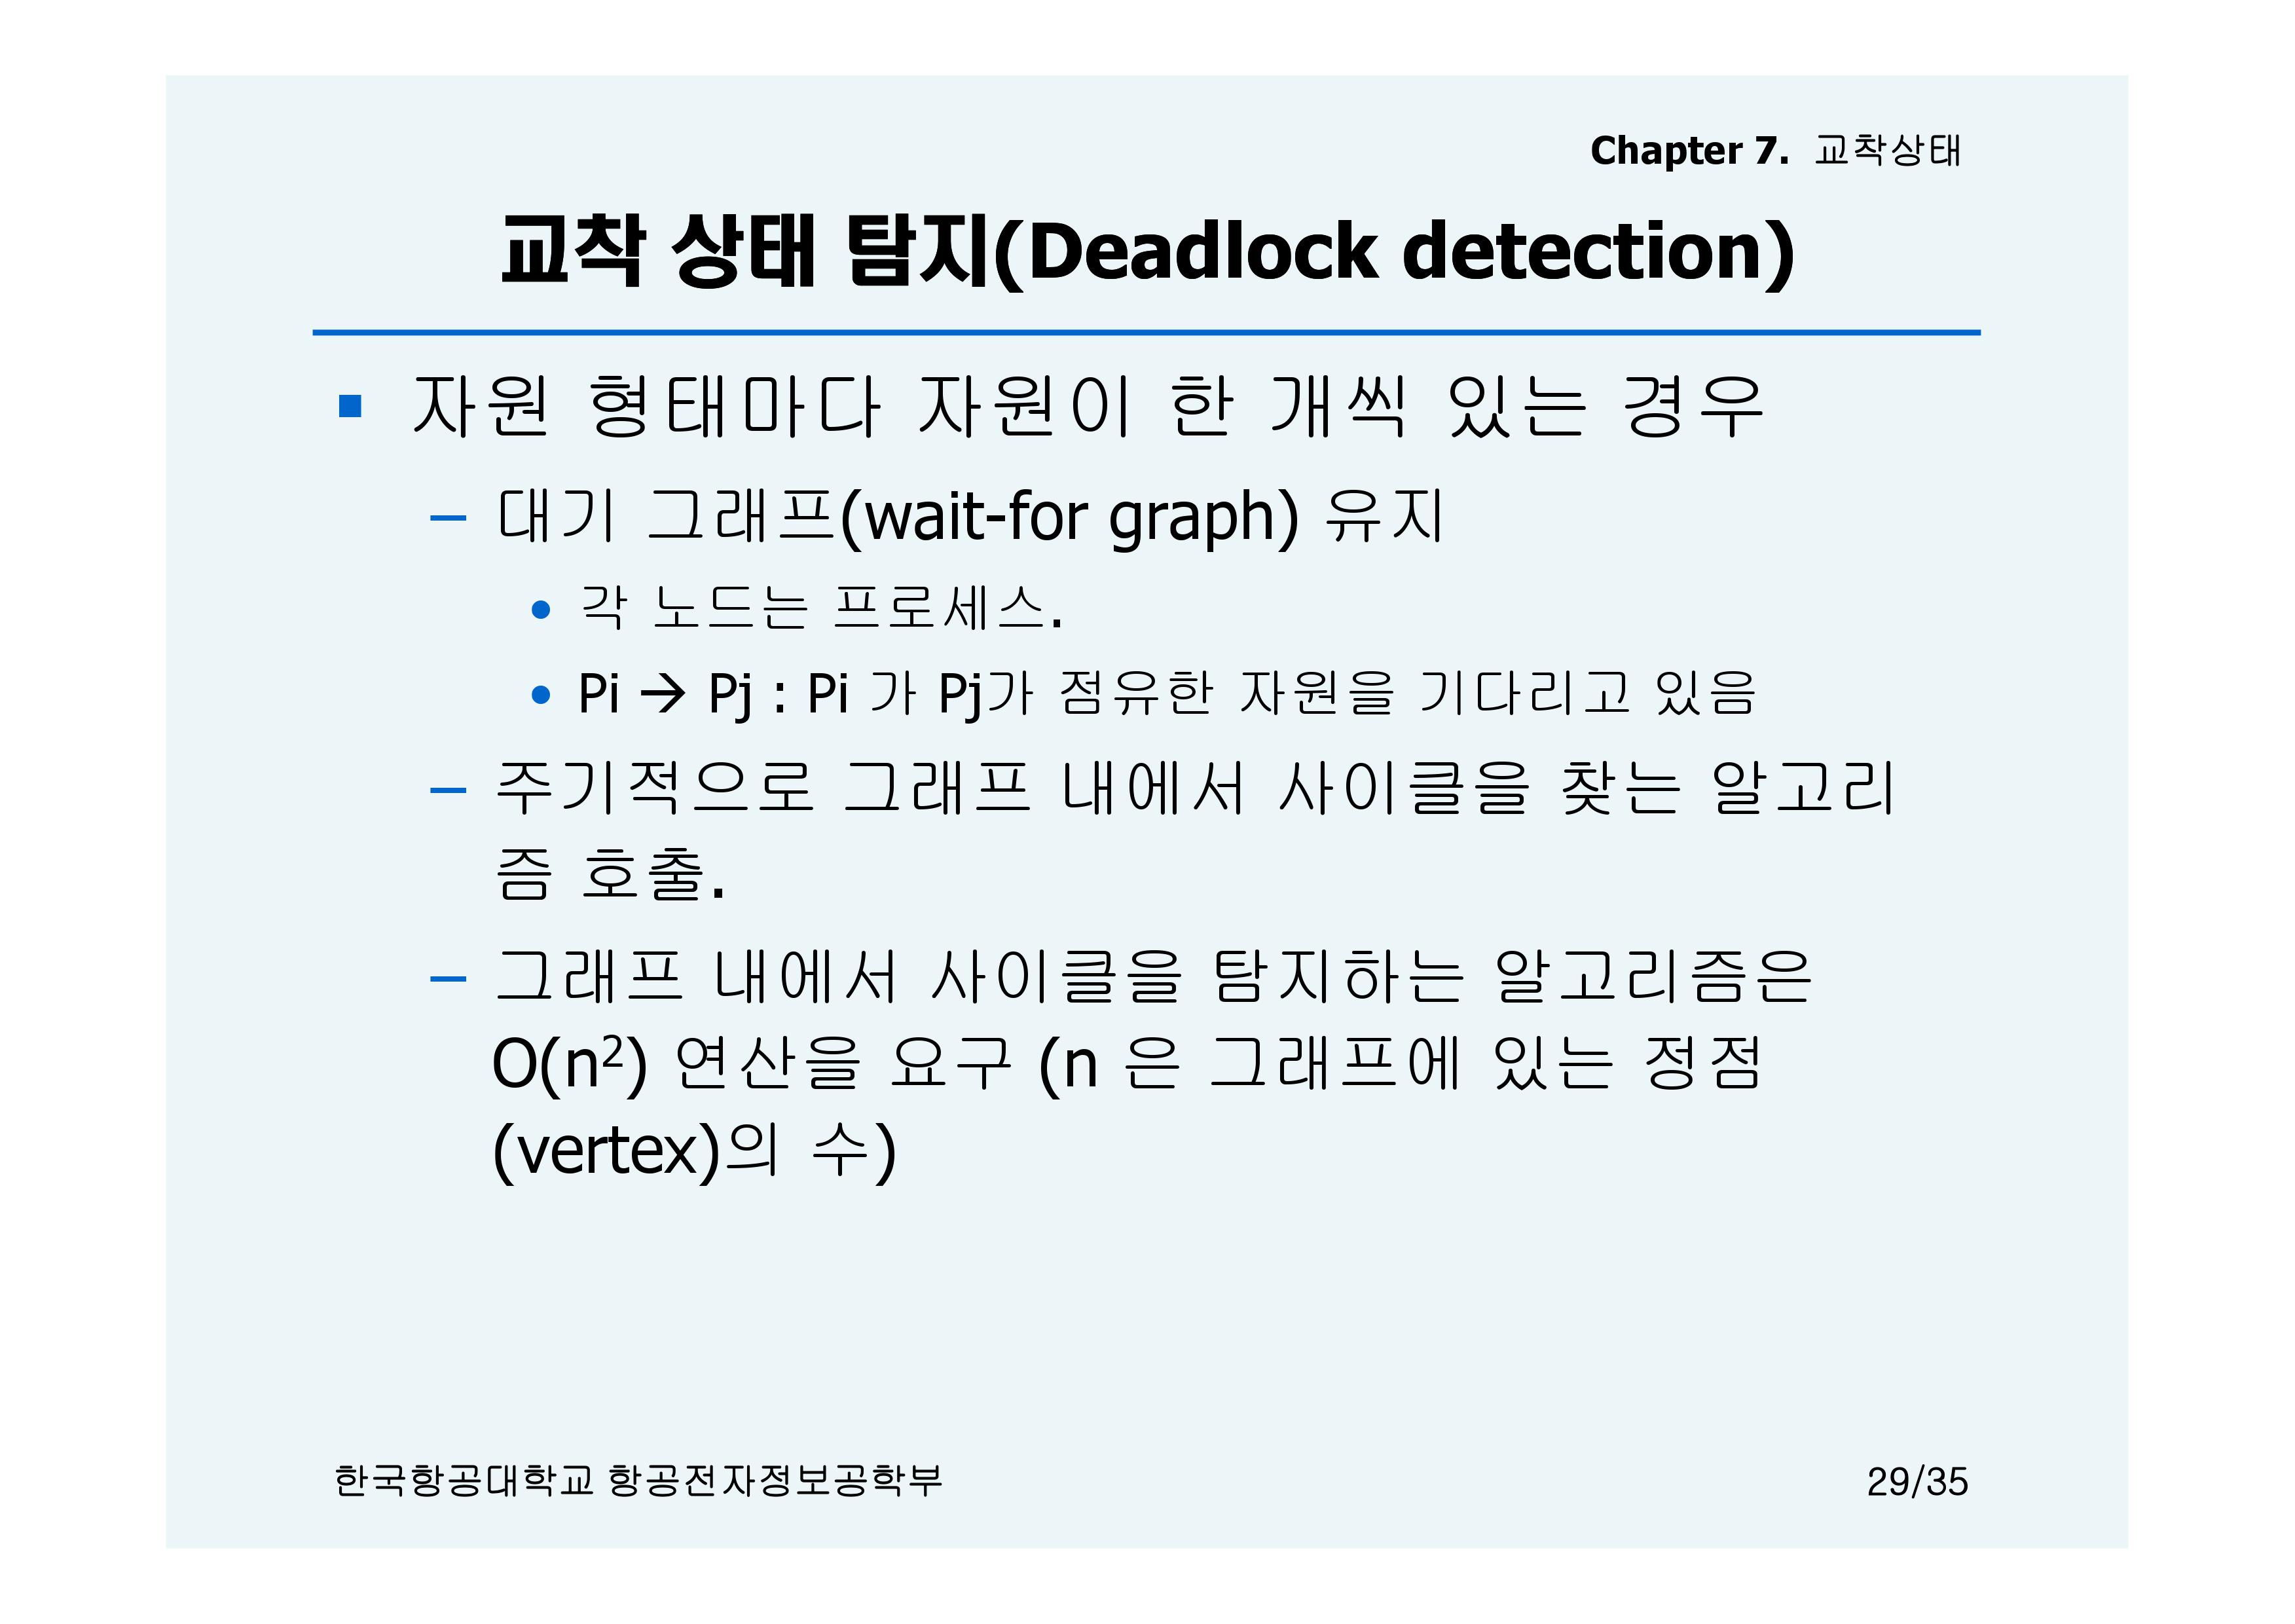 Chapter 7. 교착상태
교착 상태 탐지(Deadlock detection)
■ 자원 형태마다 자원이 한 개씩 있는 경우
– 대기 그래프(wait-for graph) 유지
• 각 노드는 프로세스.
• Pi → Pj : Pi 가 Pj가 점유한 자원을 기다리고 있음
– 주기적으로 그래프 내에서 사이클을 찾는 알고리
즘 호출.
– 그래프 내에서 사이클을 탐지하는 알고리즘은
O(n²) 연산을 요구 (n 은 그래프에 있는 정점
(vertex)의 수)
한국항공대학교 항공전자정보공학부
29/35